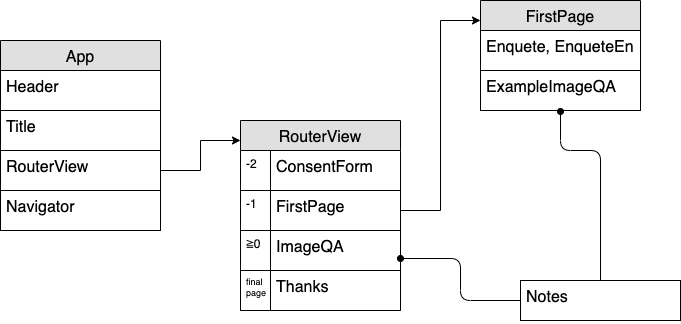 App
Header
Title
RouterView
Navigator
RouterView
-2 ConsentForm
-1 FirstPage
≧0 ImageQA
final
page
Thanks
FirstPage
Enquete, EnqueteEn
ExampleImageQA
Notes